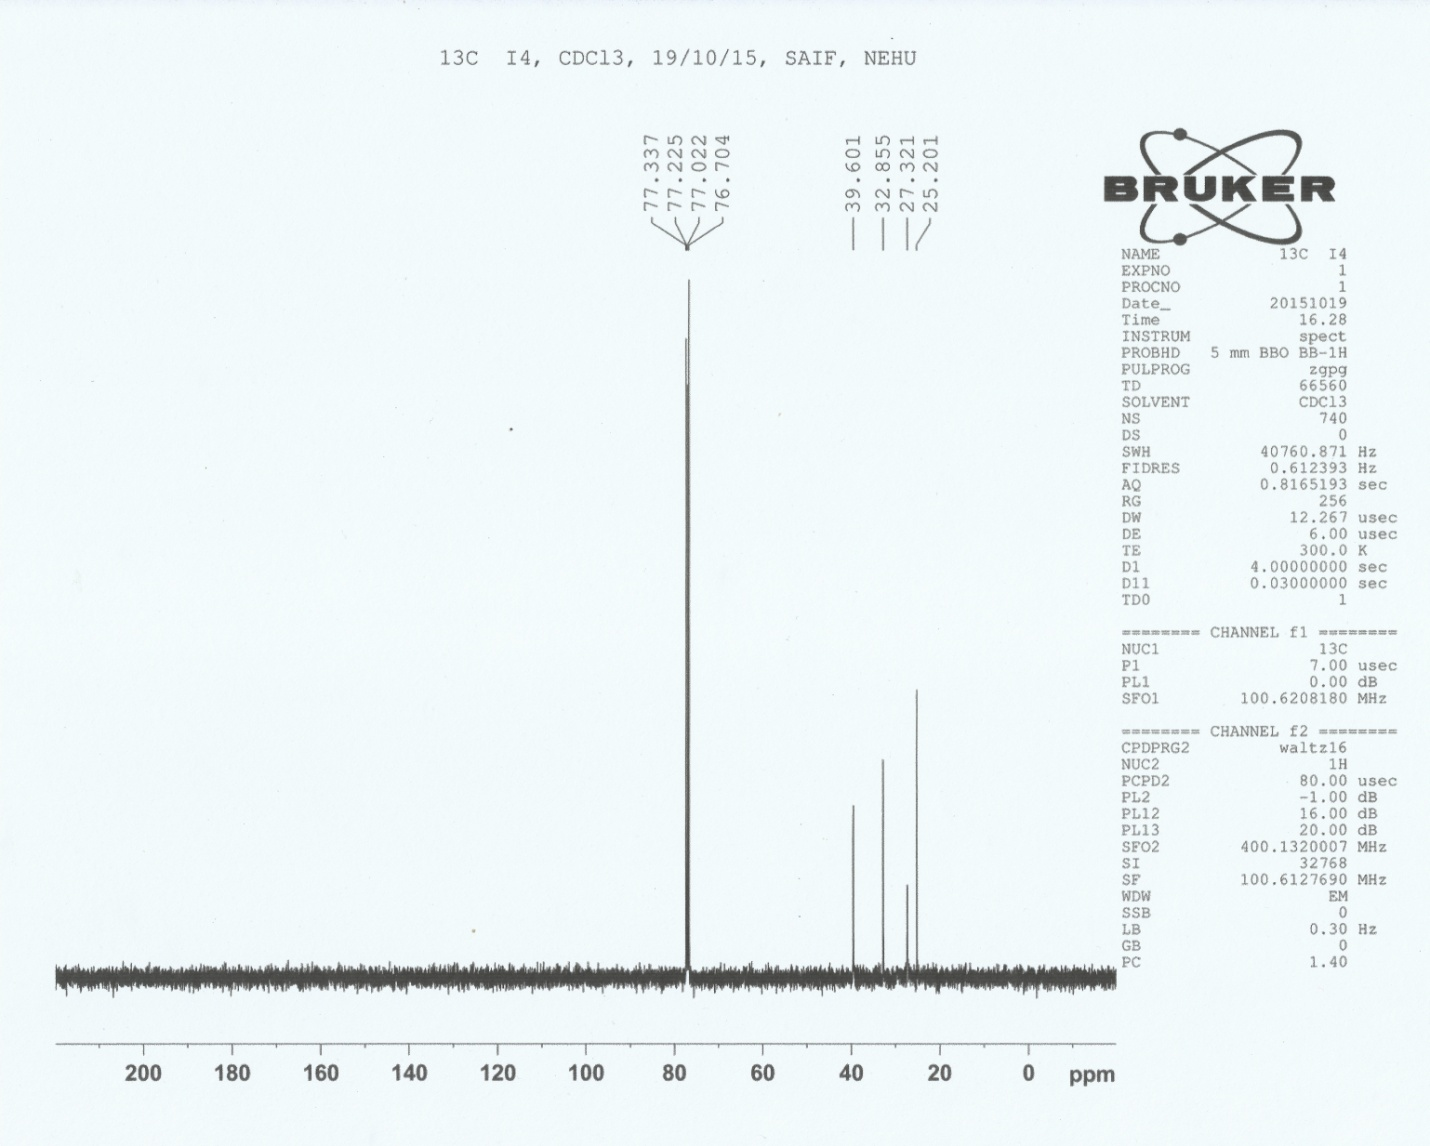 13C I4, CDCl3, 19/10/15, SAIF, NEHU
77.337
77.225
77.022
76.704
39.601
32.855
27.321
25.201
BRUKER
NAME 13C I4
EXPNO 1
PROCNO 1
Date_ 20151019
Time 16.28
INSTRUM spect
PROBHD 5 mm BBO BB-1H
PULPROG zgpg
TD 66560
SOLVENT CDCl3
NS 740
DS 0
SWH 40760.871 Hz
FIDRES 0.612393 Hz
AQ 0.8165193 sec
RG 256
DW 12.267 usec
DE 6.00 usec
TE 300.0 K
D1 4.00000000 sec
D11 0.03000000 sec
TD0 1
======== CHANNEL f1 ========
NUC1 13C
P1 7.00 usec
PL1 0.00 dB
SFO1 100.6208180 MHz
======== CHANNEL f2 ========
CPDPRG2 waltz16
NUC2 1H
PCPD2 80.00 usec
PL2 -1.00 dB
PL12 16.00 dB
PL13 20.00 dB
SFO2 400.1320007 MHz
SI 32768
SF 100.6127690 MHz
WDW EM
SSB 0
LB 0.30 Hz
GB 0
PC 1.40
200 180 160 140 120 100 80 60 40 20 0 ppm